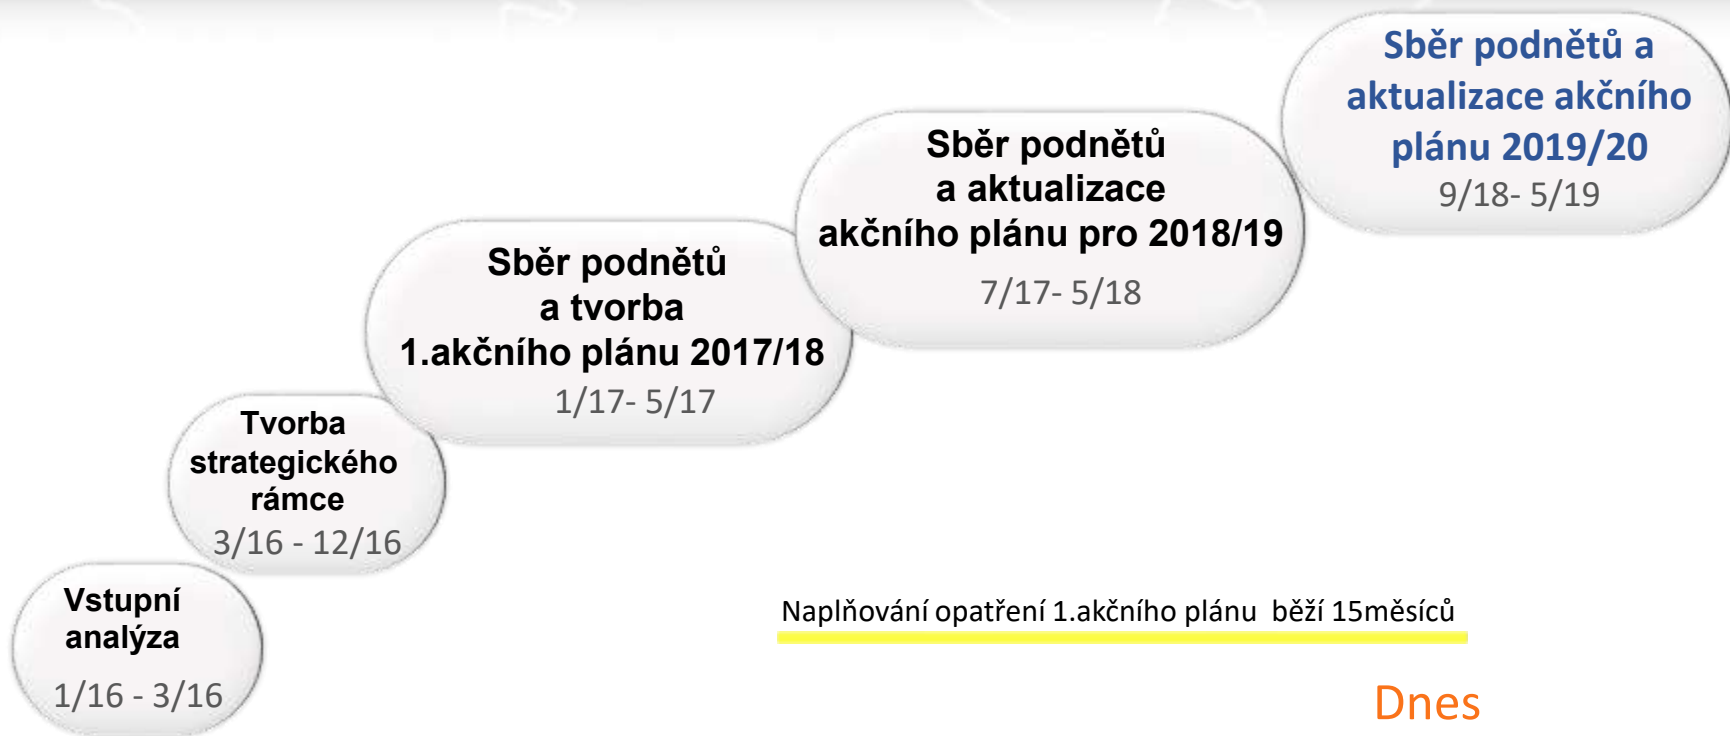 Vstupní
analýza
1/16 - 3/16
Tvorba
strategického
rámce
3/16 - 12/16
Sběr podnětů
a tvorba
1.akčního plánu 2017/18
1/17- 5/17
Sběr podnětů
a aktualizace
akčního plánu pro 2018/19
7/17- 5/18
Sběr podnětů a
aktualizace akčního
plánu 2019/20
9/18- 5/19
Naplňování opatření 1.akčního plánu  běží 15měsíců
Dnes